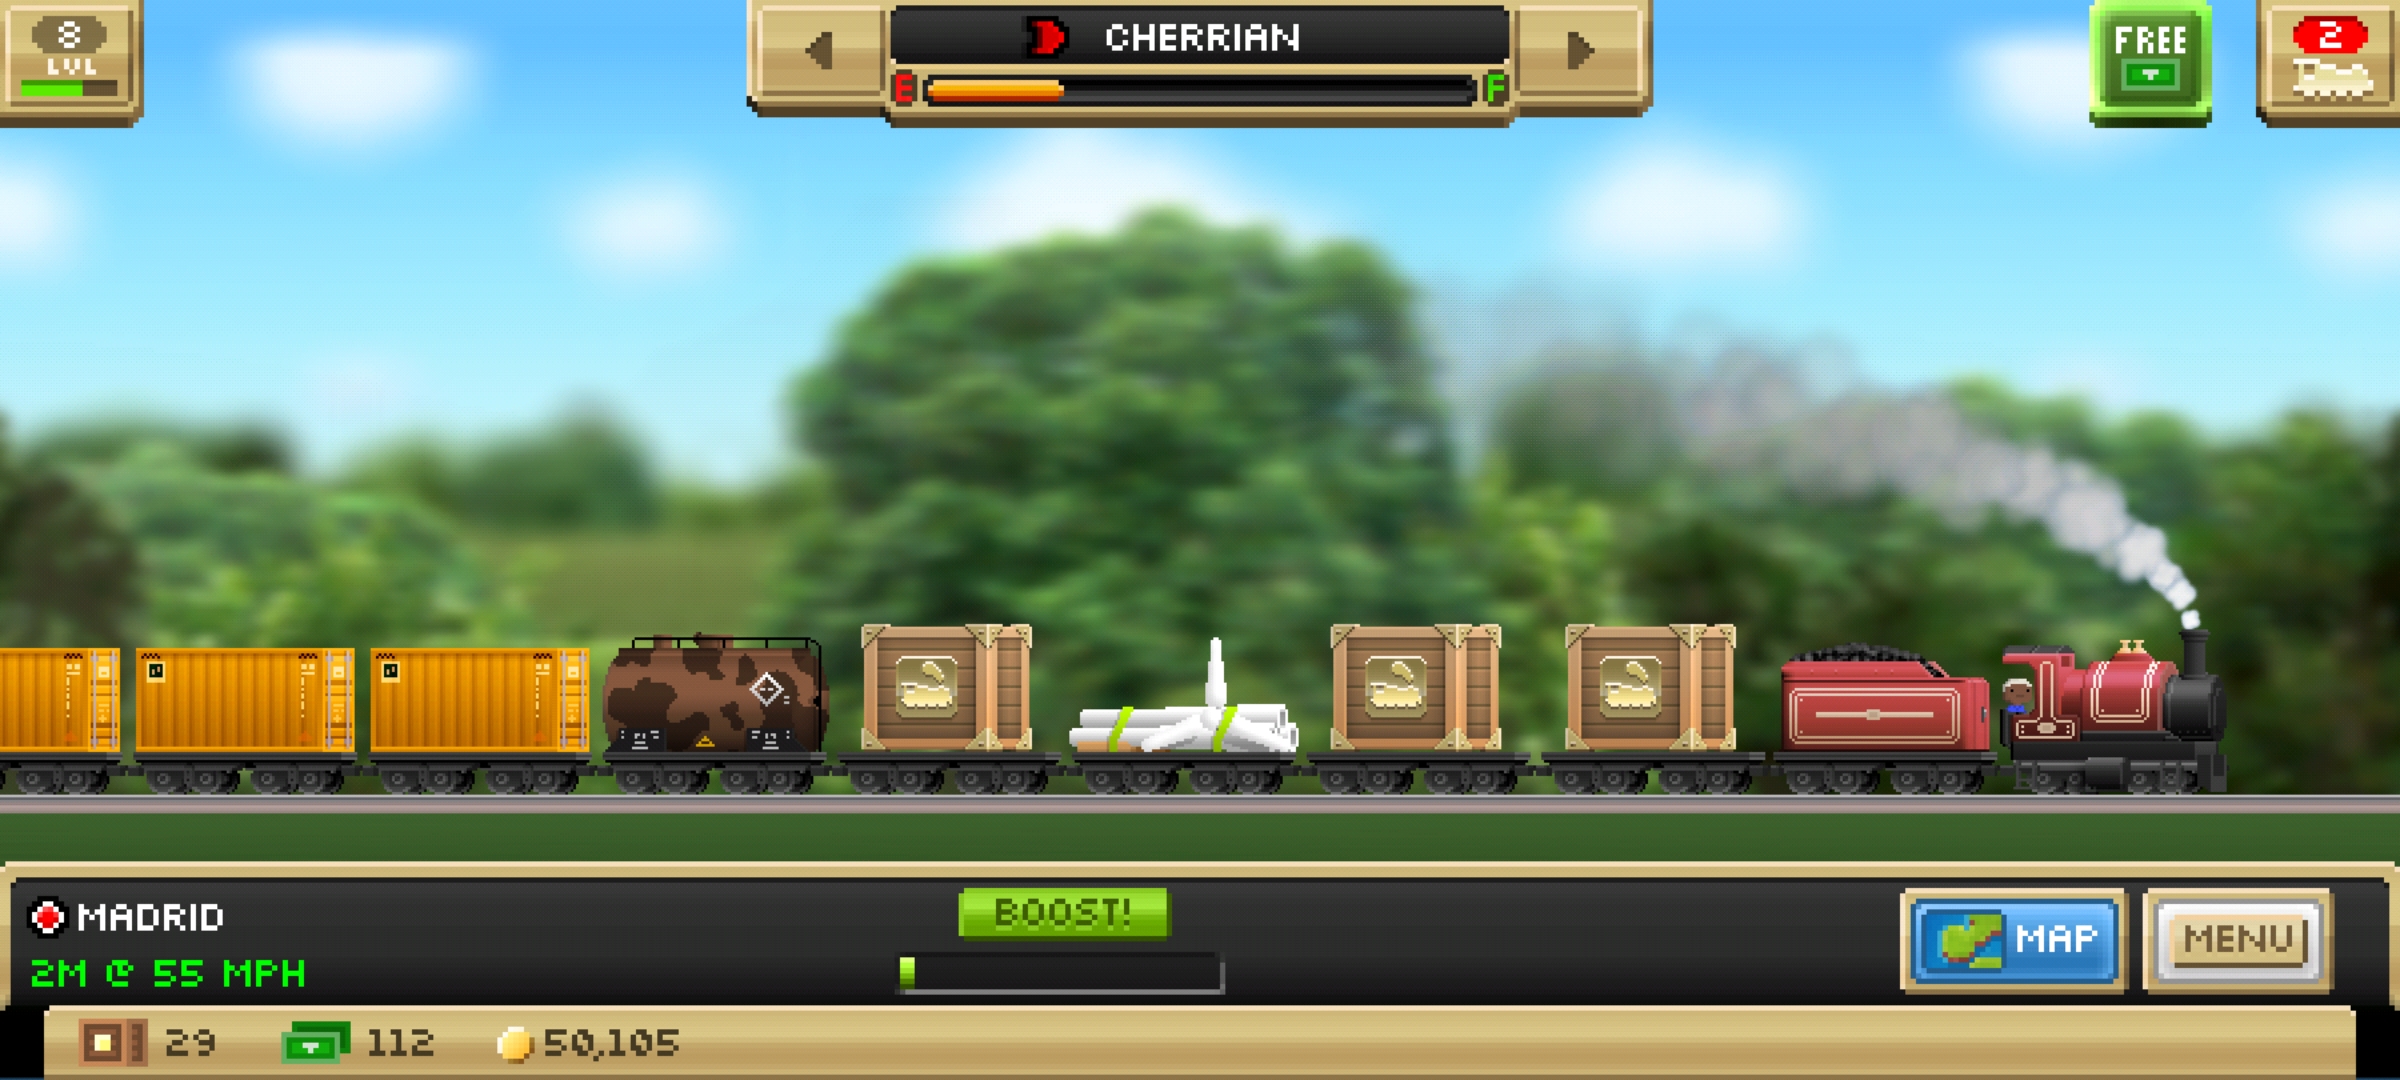 8
LVL
CHERRIAN
E F
FREE
2
MADRID
2M @ 55 MPH
BOOST!
MAP
MENU
29
112
50,105